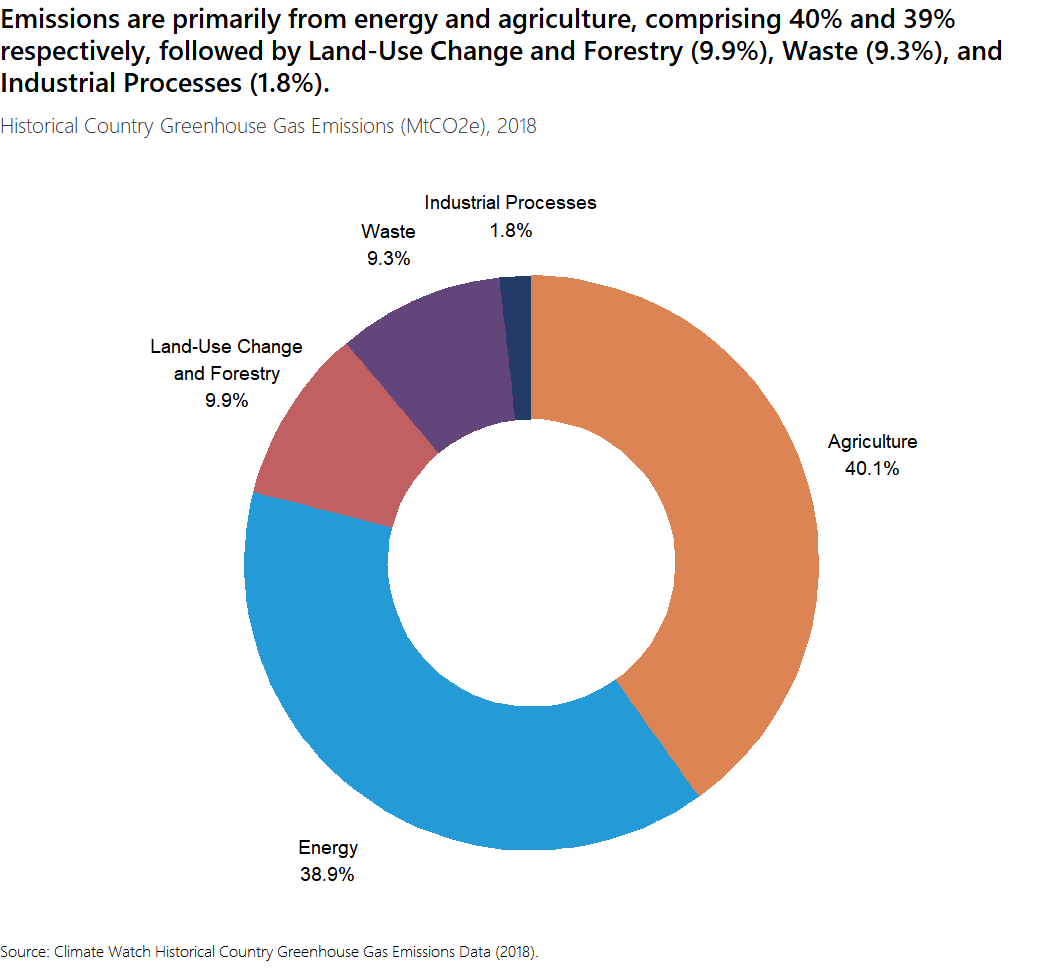 Emissions are primarily from energy and agriculture, comprising 40% and 39%
respectively, followed by Land-Use Change and Forestry (9.9%), Waste (9.3%), and
Industrial Processes (1.8%).
Historical Country Greenhouse Gas Emissions (MtCO2e), 2018
Industrial Processes
1.8%
Waste
9.3%
Land-Use Change
and Forestry
9.9%
Agriculture
40.1%
Energy
38.9%
Source: Climate Watch Historical Country Greenhouse Gas Emissions Data (2018).